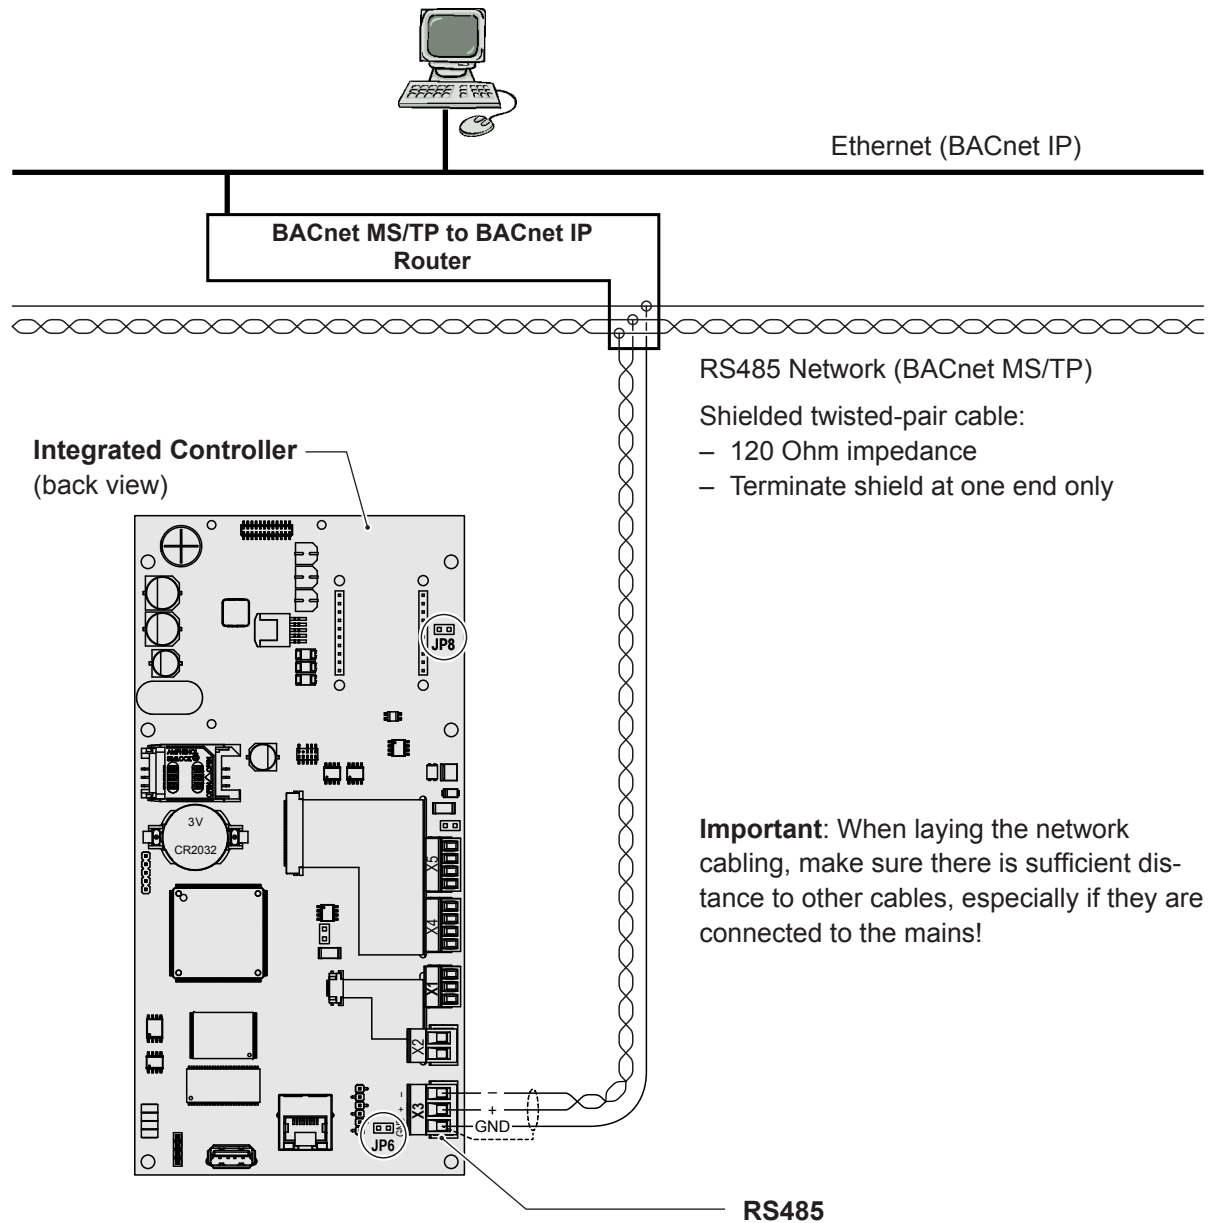 Ethernet (BACnet IP)
BACnet MS/TP to BACnet IP
Router
RS485 Network (BACnet MS/TP)
Shielded twisted-pair cable:
– 120 Ohm impedance
– Terminate shield at one end only
Integrated Controller
(back view)
JP8
3V
CR2032
X5
X4
X1
X2
X3
Important: When laying the network
cabling, make sure there is sufficient dis-
tance to other cables, especially if they are
connected to the mains!
–
+
GND
–
+
JP6
RS485